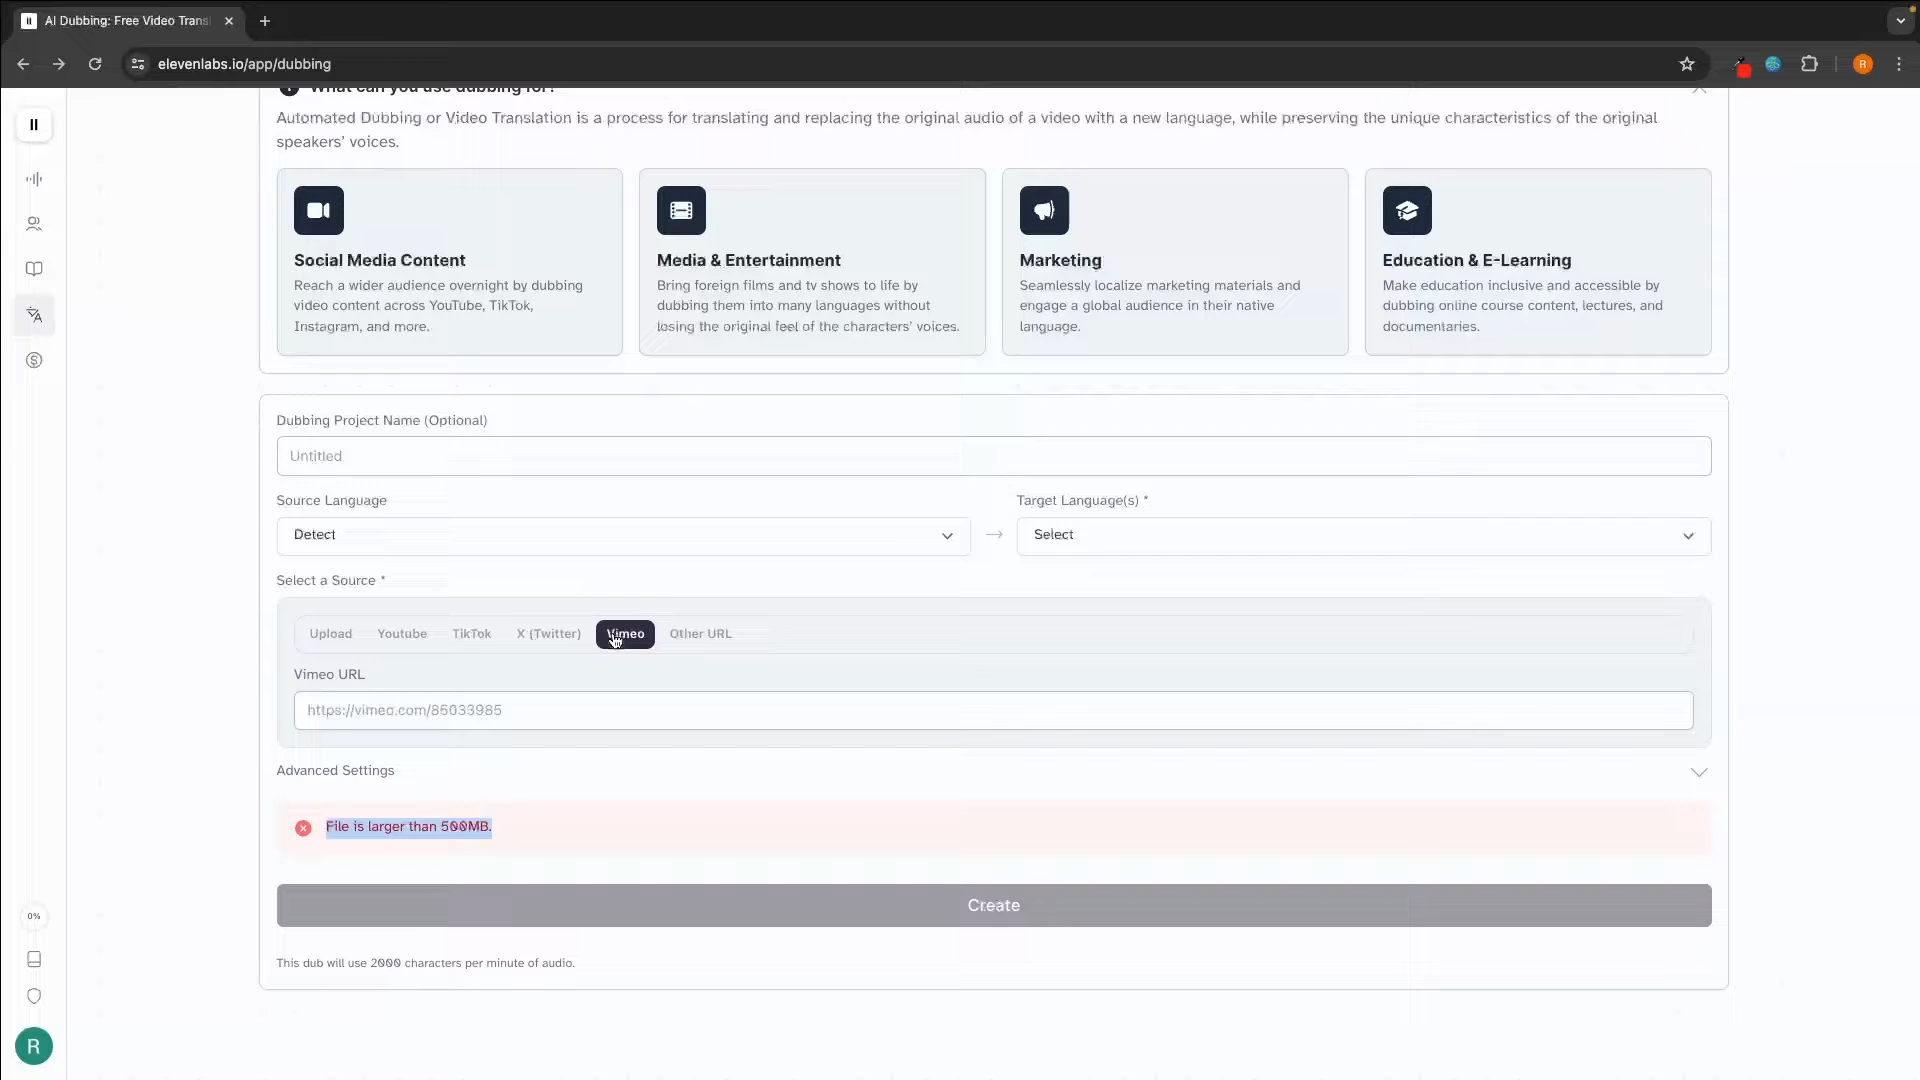 AI Dubbing: Free Video Trans
elevenlabs.io/app/dubbing
R
What can you use dubbing for?
Automated Dubbing or Video Translation is a process for translating and replacing the original audio of a video with a new language, while preserving the unique characteristics of the original
speakers' voices.
Social Media Content
Reach a wider audience overnight by dubbing
video content across YouTube, TikTok,
Instagram, and more.
Media & Entertainment
Bring foreign films and tv shows to life by
dubbing them into many languages without
losing the original feel of the characters' voices.
Marketing
Seamlessly localize marketing materials and
engage a global audience in their native
language.
Education & E-Learning
Make education inclusive and accessible by
dubbing online course content, lectures, and
documentaries.
Dubbing Project Name (Optional)
Untitled
Source Language
Target Language(s) *
Detect
Select
Select a Source *
Upload Youtube TikTok X (Twitter) Vimeo Other URL
Vimeo URL
https://vimeo.com/85033985
Advanced Settings
File is larger than 500MB.
Create
This dub will use 2000 characters per minute of audio.
0%
R